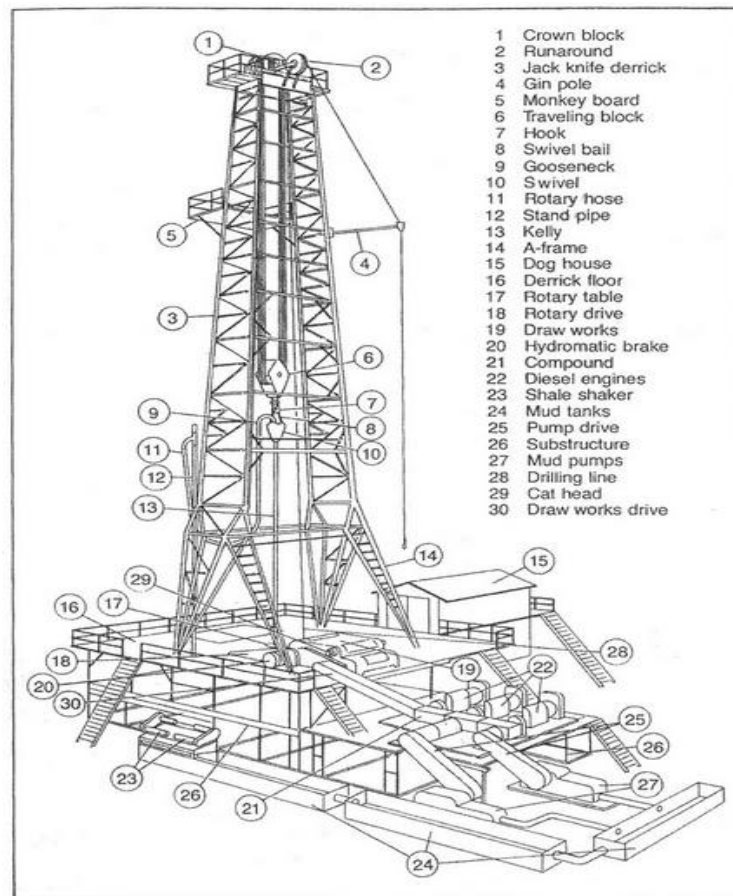 1 Crown block
2 Runaround
3 Jack knife derrick
4 Gin pole
5 Monkey board
6 Traveling block
7 Hook
8 Swivel bail
9 Gooseneck
10 Swivel
11 Rotary hose
12 Stand pipe
13 Kelly
14 A-frame
15 Dog house
16 Derrick floor
17 Rotary table
18 Rotary drive
19 Draw works
20 Hydromatic brake
21 Compound
22 Diesel engines
23 Shale shaker
24 Mud tanks
25 Pump drive
26 Substructure
27 Mud pumps
28 Drilling line
29 Cat head
30 Draw works drive
1
2
5
4
3
6
7
9
8
11
10
12
13
14
15
29
17
16
28
18
19
22
20
30
25
23
26
21
26
27
24